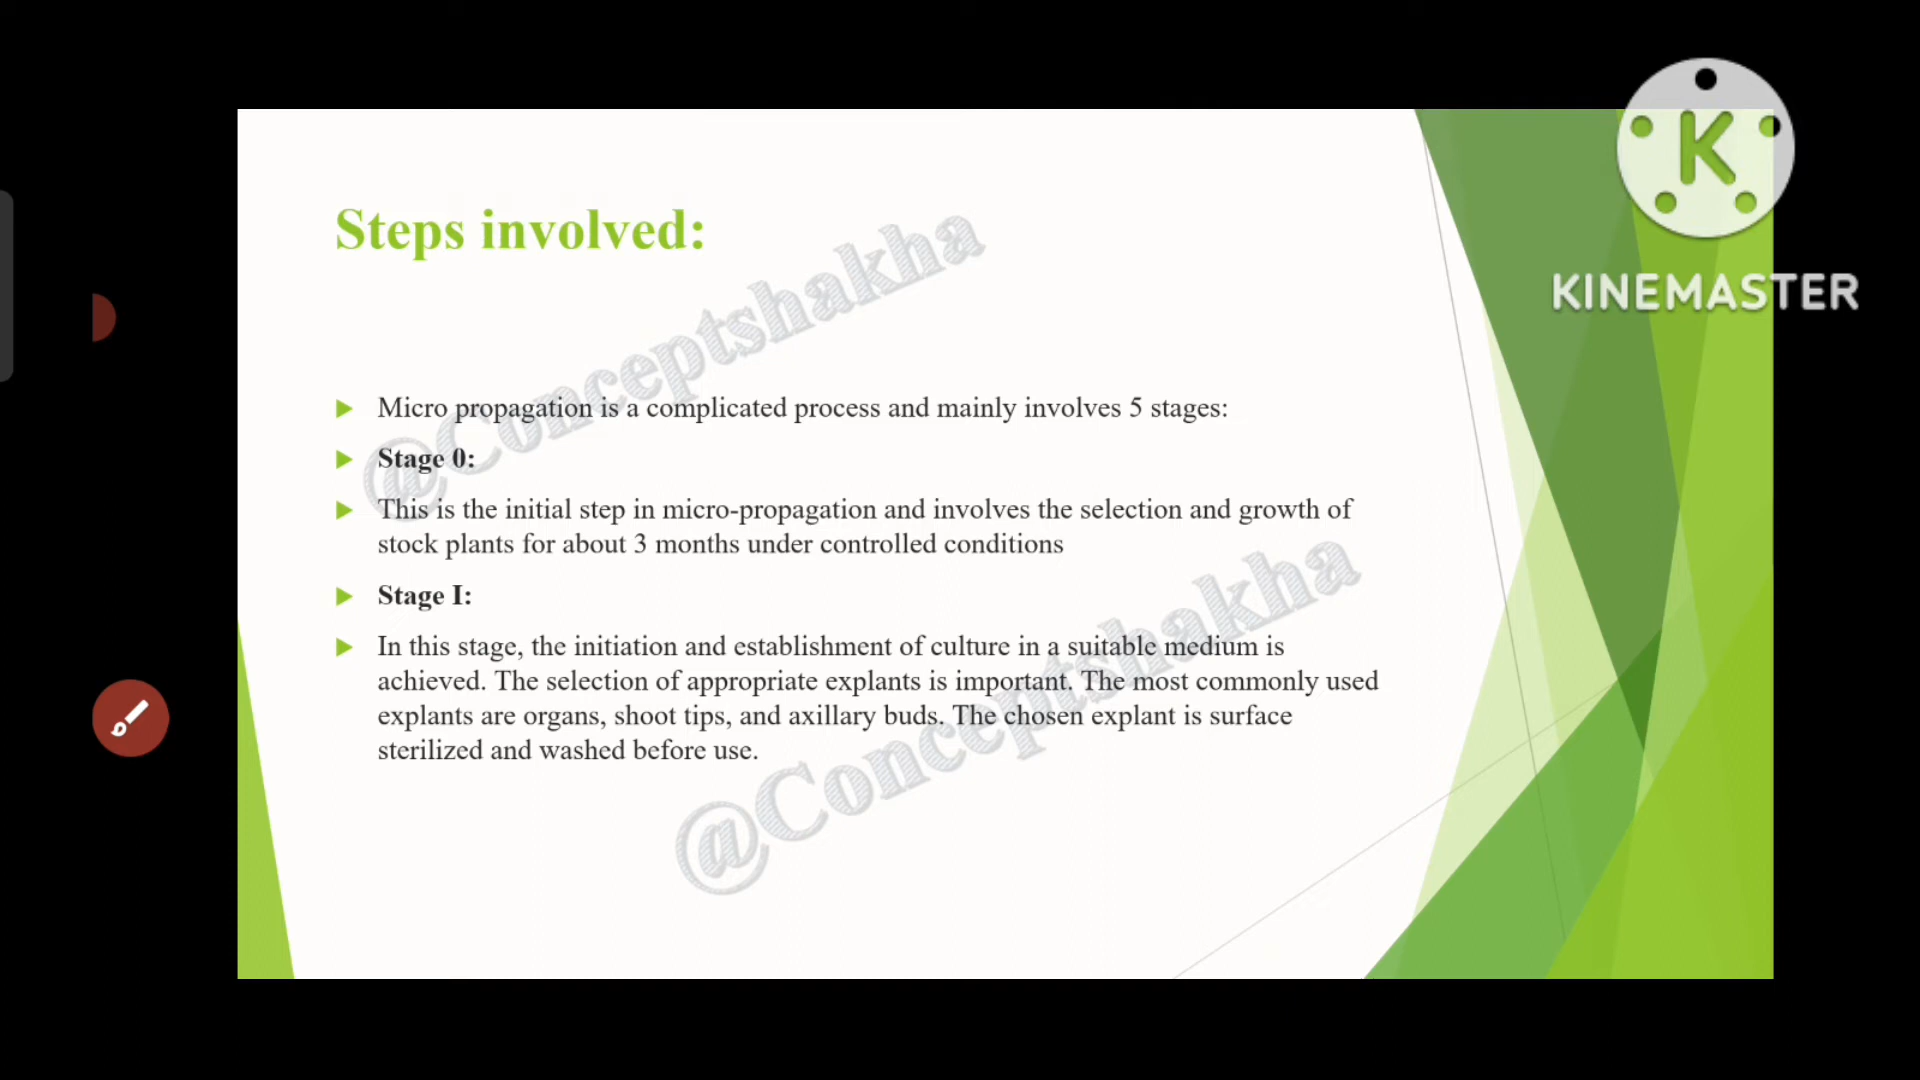 K
KINEMASTER
Steps involved:
@Conceptshakha
Micro propagation is a complicated process and mainly involves 5 stages:
Stage 0:
This is the initial step in micro-propagation and involves the selection and growth of
stock plants for about 3 months under controlled conditions
Stage I:
In this stage, the initiation and establishment of culture in a suitable medium is
achieved. The selection of appropriate explants is important. The most commonly used
explants are organs, shoot tips, and axillary buds. The chosen explant is surface
sterilized and washed before use.
@Conceptshakha